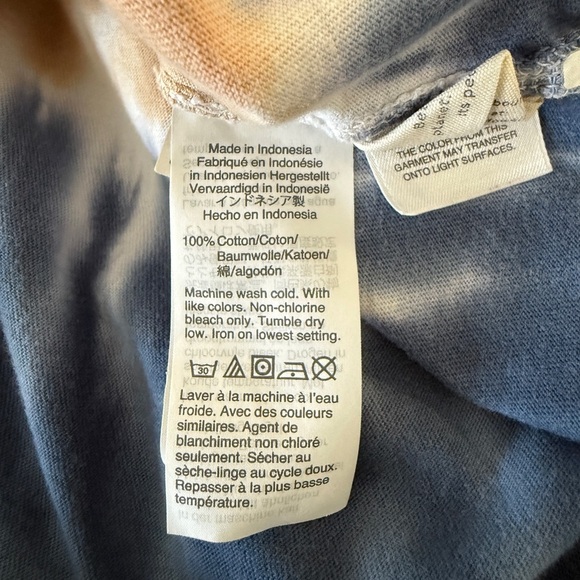 Made in Indonesia
Fabriqué en Indonésie
in Indonesien Hergestellt
Vervaardigd in Indonesië
インドネシア製
Hecho en Indonesia
100% Cotton/Coton/
Baumwolle/Katoen/
綿/algodón
Machine wash cold. With
like colors. Non-chlorine
bleach only. Tumble dry
low. Iron on lowest setting.
30
Laver à la machine à l'eau
froide. Avec des couleurs
similaires. Agent de
blanchiment non chloré
seulement. Sécher au
sèche-linge au cycle doux.
Repasser à la plus basse
température.
planet.
THE COLOR FROM THIS
GARMENT MAY TRANSFER
ONTO LIGHT SURFACES.